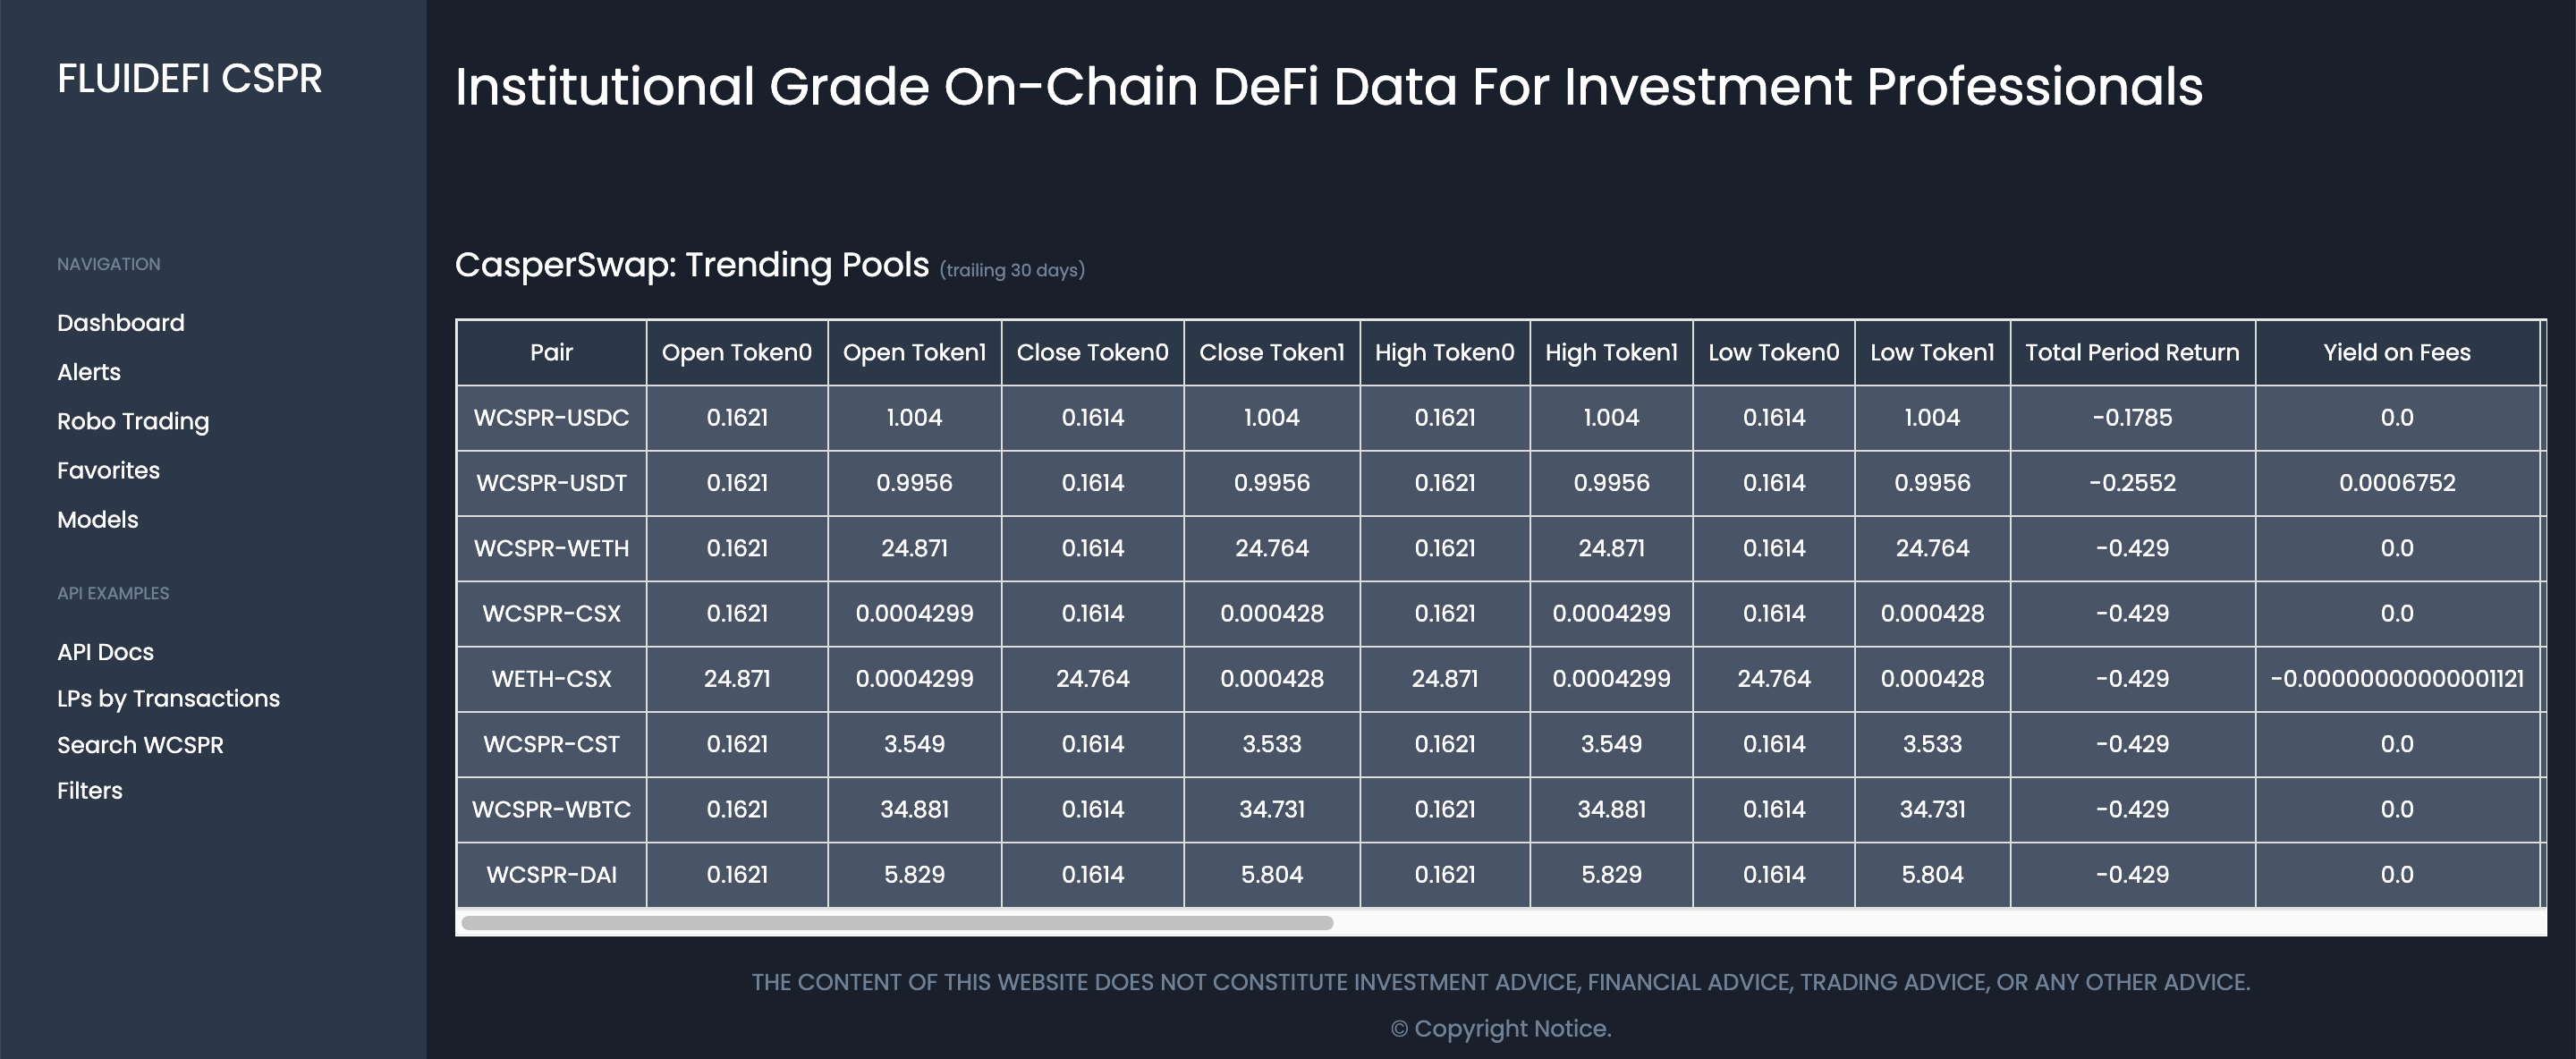 FLUIDEFI CSPR
NAVIGATION
Dashboard
Alerts
Robo Trading
Favorites
Models
API EXAMPLES
API Docs
LPs by Transactions
Search WCSPR
Filters
Institutional Grade On-Chain DeFi Data For Investment Professionals
CasperSwap: Trending Pools (trailing 30 days)
Pair Open Token0 Open Token1 Close Token0 Close Token1 High Token0 High Token1 Low Token0 Low Token1 Total Period Return Yield on Fees
WCSPR-USDC 0.1621 1.004 0.1614 1.004 0.1621 1.004 0.1614 1.004 -0.1785 0.0
WCSPR-USDT 0.1621 0.9956 0.1614 0.9956 0.1621 0.9956 0.1614 0.9956 -0.2552 0.0006752
WCSPR-WETH 0.1621 24.871 0.1614 24.764 0.1621 24.871 0.1614 24.764 -0.429 0.0
WCSPR-CSX 0.1621 0.0004299 0.1614 0.000428 0.1621 0.0004299 0.1614 0.000428 -0.429 0.0
WETH-CSX 24.871 0.0004299 24.764 0.000428 24.871 0.0004299 24.764 0.000428 -0.429 -0.00000000000001121
WCSPR-CST 0.1621 3.549 0.1614 3.533 0.1621 3.549 0.1614 3.533 -0.429 0.0
WCSPR-WBTC 0.1621 34.881 0.1614 34.731 0.1621 34.881 0.1614 34.731 -0.429 0.0
WCSPR-DAI 0.1621 5.829 0.1614 5.804 0.1621 5.829 0.1614 5.804 -0.429 0.0
THE CONTENT OF THIS WEBSITE DOES NOT CONSTITUTE INVESTMENT ADVICE, FINANCIAL ADVICE, TRADING ADVICE, OR ANY OTHER ADVICE.
© Copyright Notice.